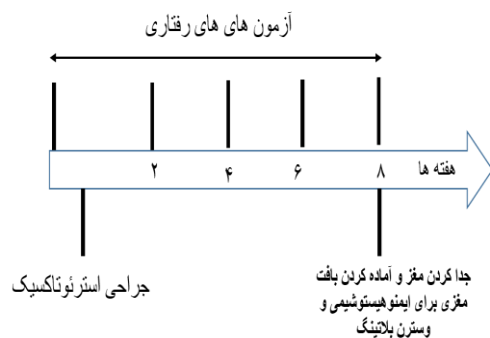 آزمون های های رفتاری
۲ ۴ ۶ ۸ هفته ها
جراحی استرئوتاکسیک
جدا کردن مغز و آماده کردن بافت
مغزی برای ایمنوهیستوشیمی و
وسترن بلاتینگ